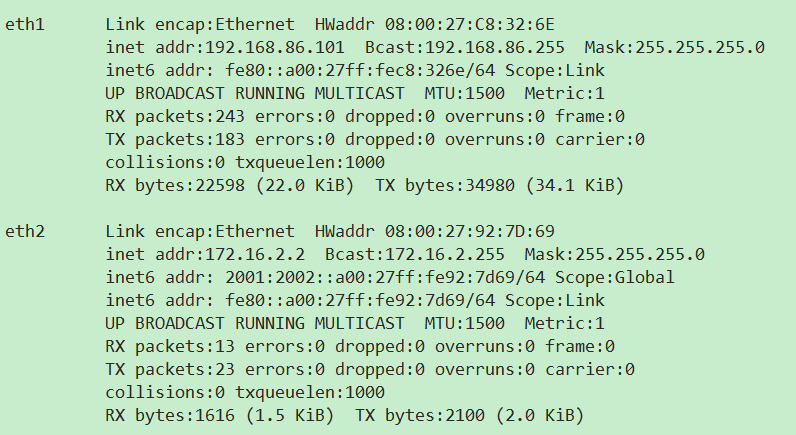 eth1      Link encap:Ethernet  HWaddr 08:00:27:C8:32:6E
          inet addr:192.168.86.101  Bcast:192.168.86.255  Mask:255.255.255.0
          inet6 addr: fe80::a00:27ff:fec8:326e/64 Scope:Link
          UP BROADCAST RUNNING MULTICAST  MTU:1500  Metric:1
          RX packets:243 errors:0 dropped:0 overruns:0 frame:0
          TX packets:183 errors:0 dropped:0 overruns:0 carrier:0
          collisions:0 txqueuelen:1000
          RX bytes:22598 (22.0 KiB)  TX bytes:34980 (34.1 KiB)

eth2      Link encap:Ethernet  HWaddr 08:00:27:92:7D:69
          inet addr:172.16.2.2  Bcast:172.16.2.255  Mask:255.255.255.0
          inet6 addr: 2001:2002::a00:27ff:fe92:7d69/64 Scope:Global
          inet6 addr: fe80::a00:27ff:fe92:7d69/64 Scope:Link
          UP BROADCAST RUNNING MULTICAST  MTU:1500  Metric:1
          RX packets:13 errors:0 dropped:0 overruns:0 frame:0
          TX packets:23 errors:0 dropped:0 overruns:0 carrier:0
          collisions:0 txqueuelen:1000
          RX bytes:1616 (1.5 KiB)  TX bytes:2100 (2.0 KiB)